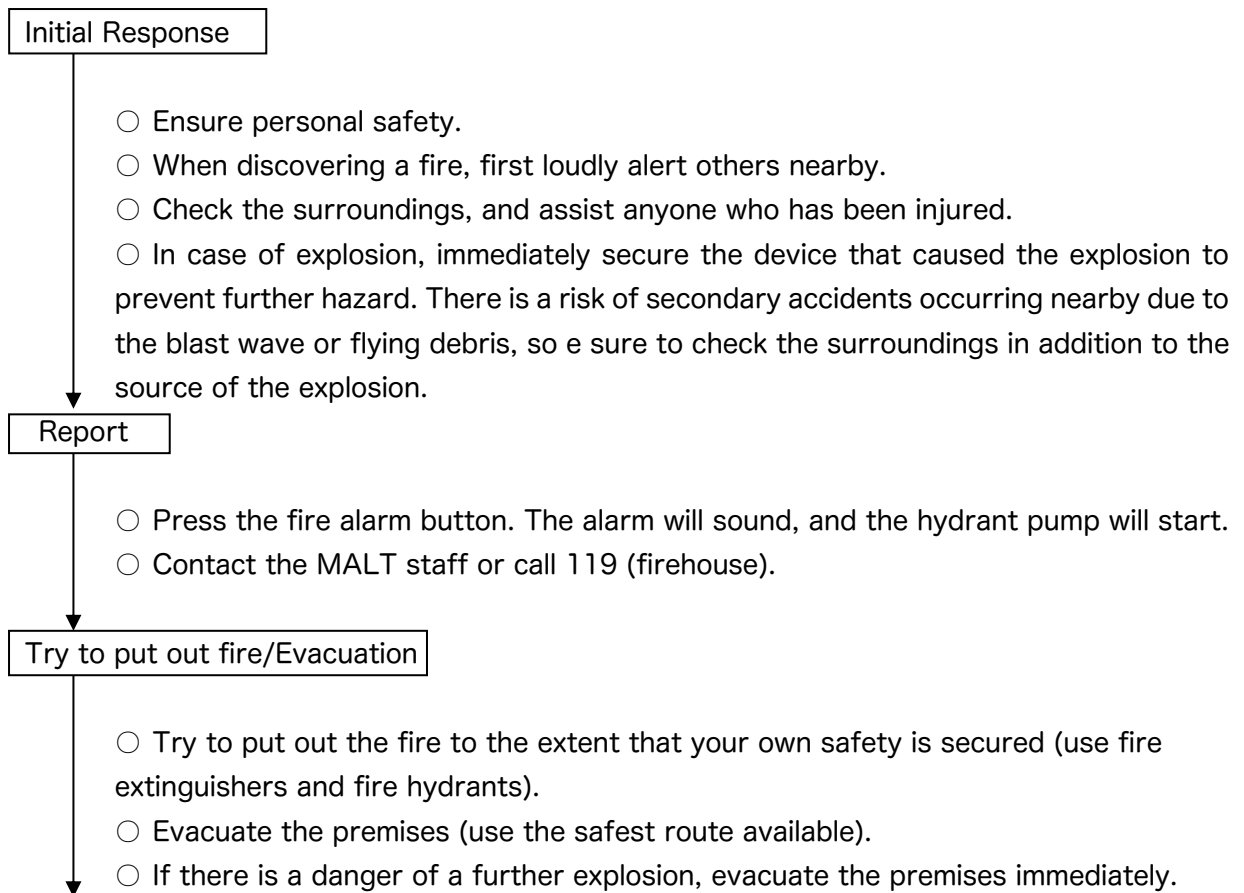 Initial Response
○ Ensure personal safety.
○ When discovering a fire, first loudly alert others nearby.
○ Check the surroundings, and assist anyone who has been injured.
○ In case of explosion, immediately secure the device that caused the explosion to
prevent further hazard. There is a risk of secondary accidents occurring nearby due to
the blast wave or flying debris, so e sure to check the surroundings in addition to the
source of the explosion.
Report
○ Press the fire alarm button. The alarm will sound, and the hydrant pump will start.
○ Contact the MALT staff or call 119 (firehouse).
Try to put out fire/Evacuation
○ Try to put out the fire to the extent that your own safety is secured (use fire
extinguishers and fire hydrants).
○ Evacuate the premises (use the safest route available).
○ If there is a danger of a further explosion, evacuate the premises immediately.